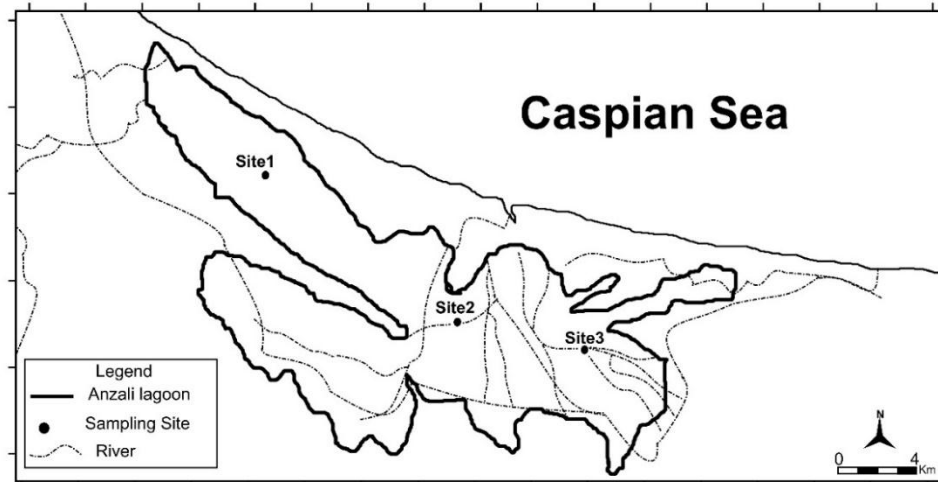 Caspian Sea
Site1
Site2
Site3
Legend
Anzali lagoon
Sampling Site
River
N
0 4
Km